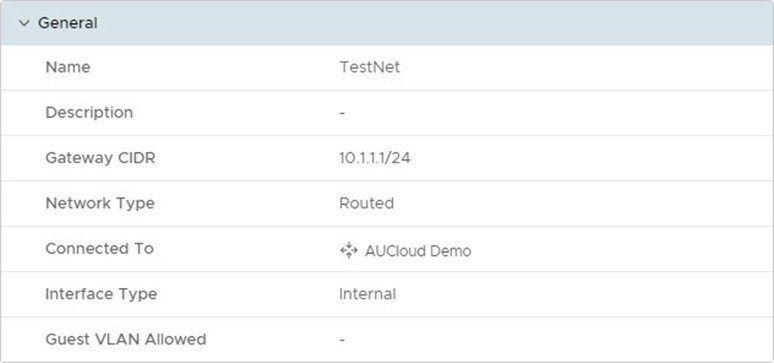 General
Name TestNet
Description -
Gateway CIDR 10.1.1.1/24
Network Type Routed
Connected To AUCloud Demo
Interface Type Internal
Guest VLAN Allowed -